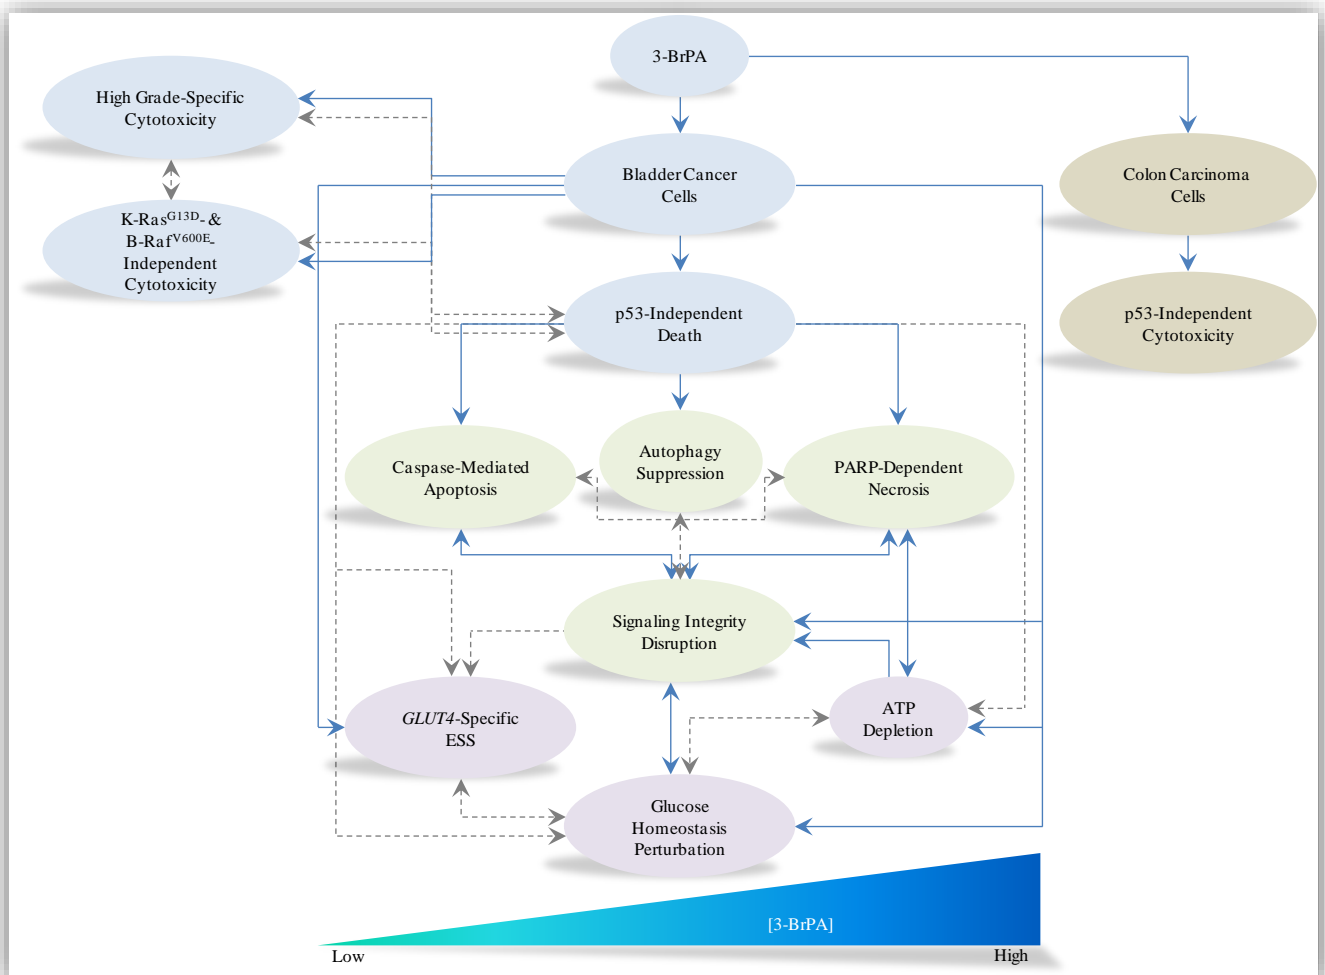 3-BrPA
High Grade-Specific
Cytotoxicity
Bladder Cancer
Cells
Colon Carcinoma
Cells
K-RasG13D- &
B-RafV600E-
Independent
Cytotoxicity
p53-Independent
Death
p53-Independent
Cytotoxicity
Caspase-Mediated
Apoptosis
Autophagy
Suppression
PARP-Dependent
Necrosis
Signaling Integrity
Disruption
GLUT4-Specific
ESS
ATP
Depletion
Glucose
Homeostasis
Perturbation
[3-BrPA]
Low
High